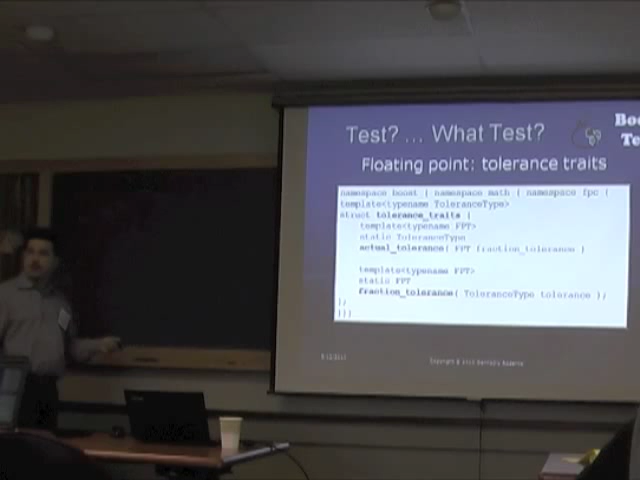 Test? ... What Test?
Floating point: tolerance traits
namespace boost { namespace math { namespace fpc {
template<typename ToleranceType>
struct tolerance_traits {
template<typename FPT>
static ToleranceType
actual_tolerance( FPT fraction_tolerance )
template<typename FPT>
static FPT
fraction_tolerance( ToleranceType tolerance );
};
}}}